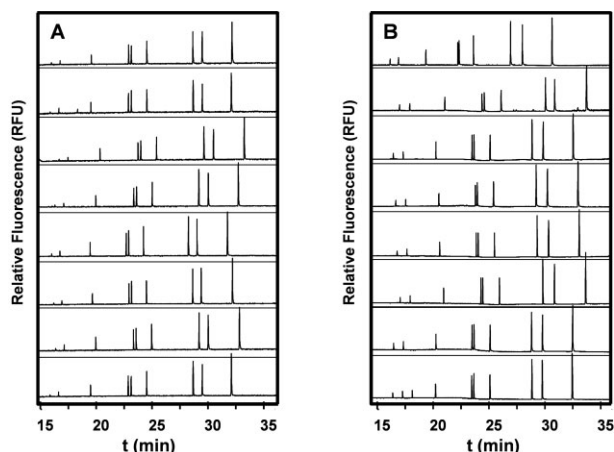 A
B
Relative Fluorescence (RFU)
Relative Fluorescence (RFU)
15 20 25 30 35
15 20 25 30 35
t (min)
t (min)